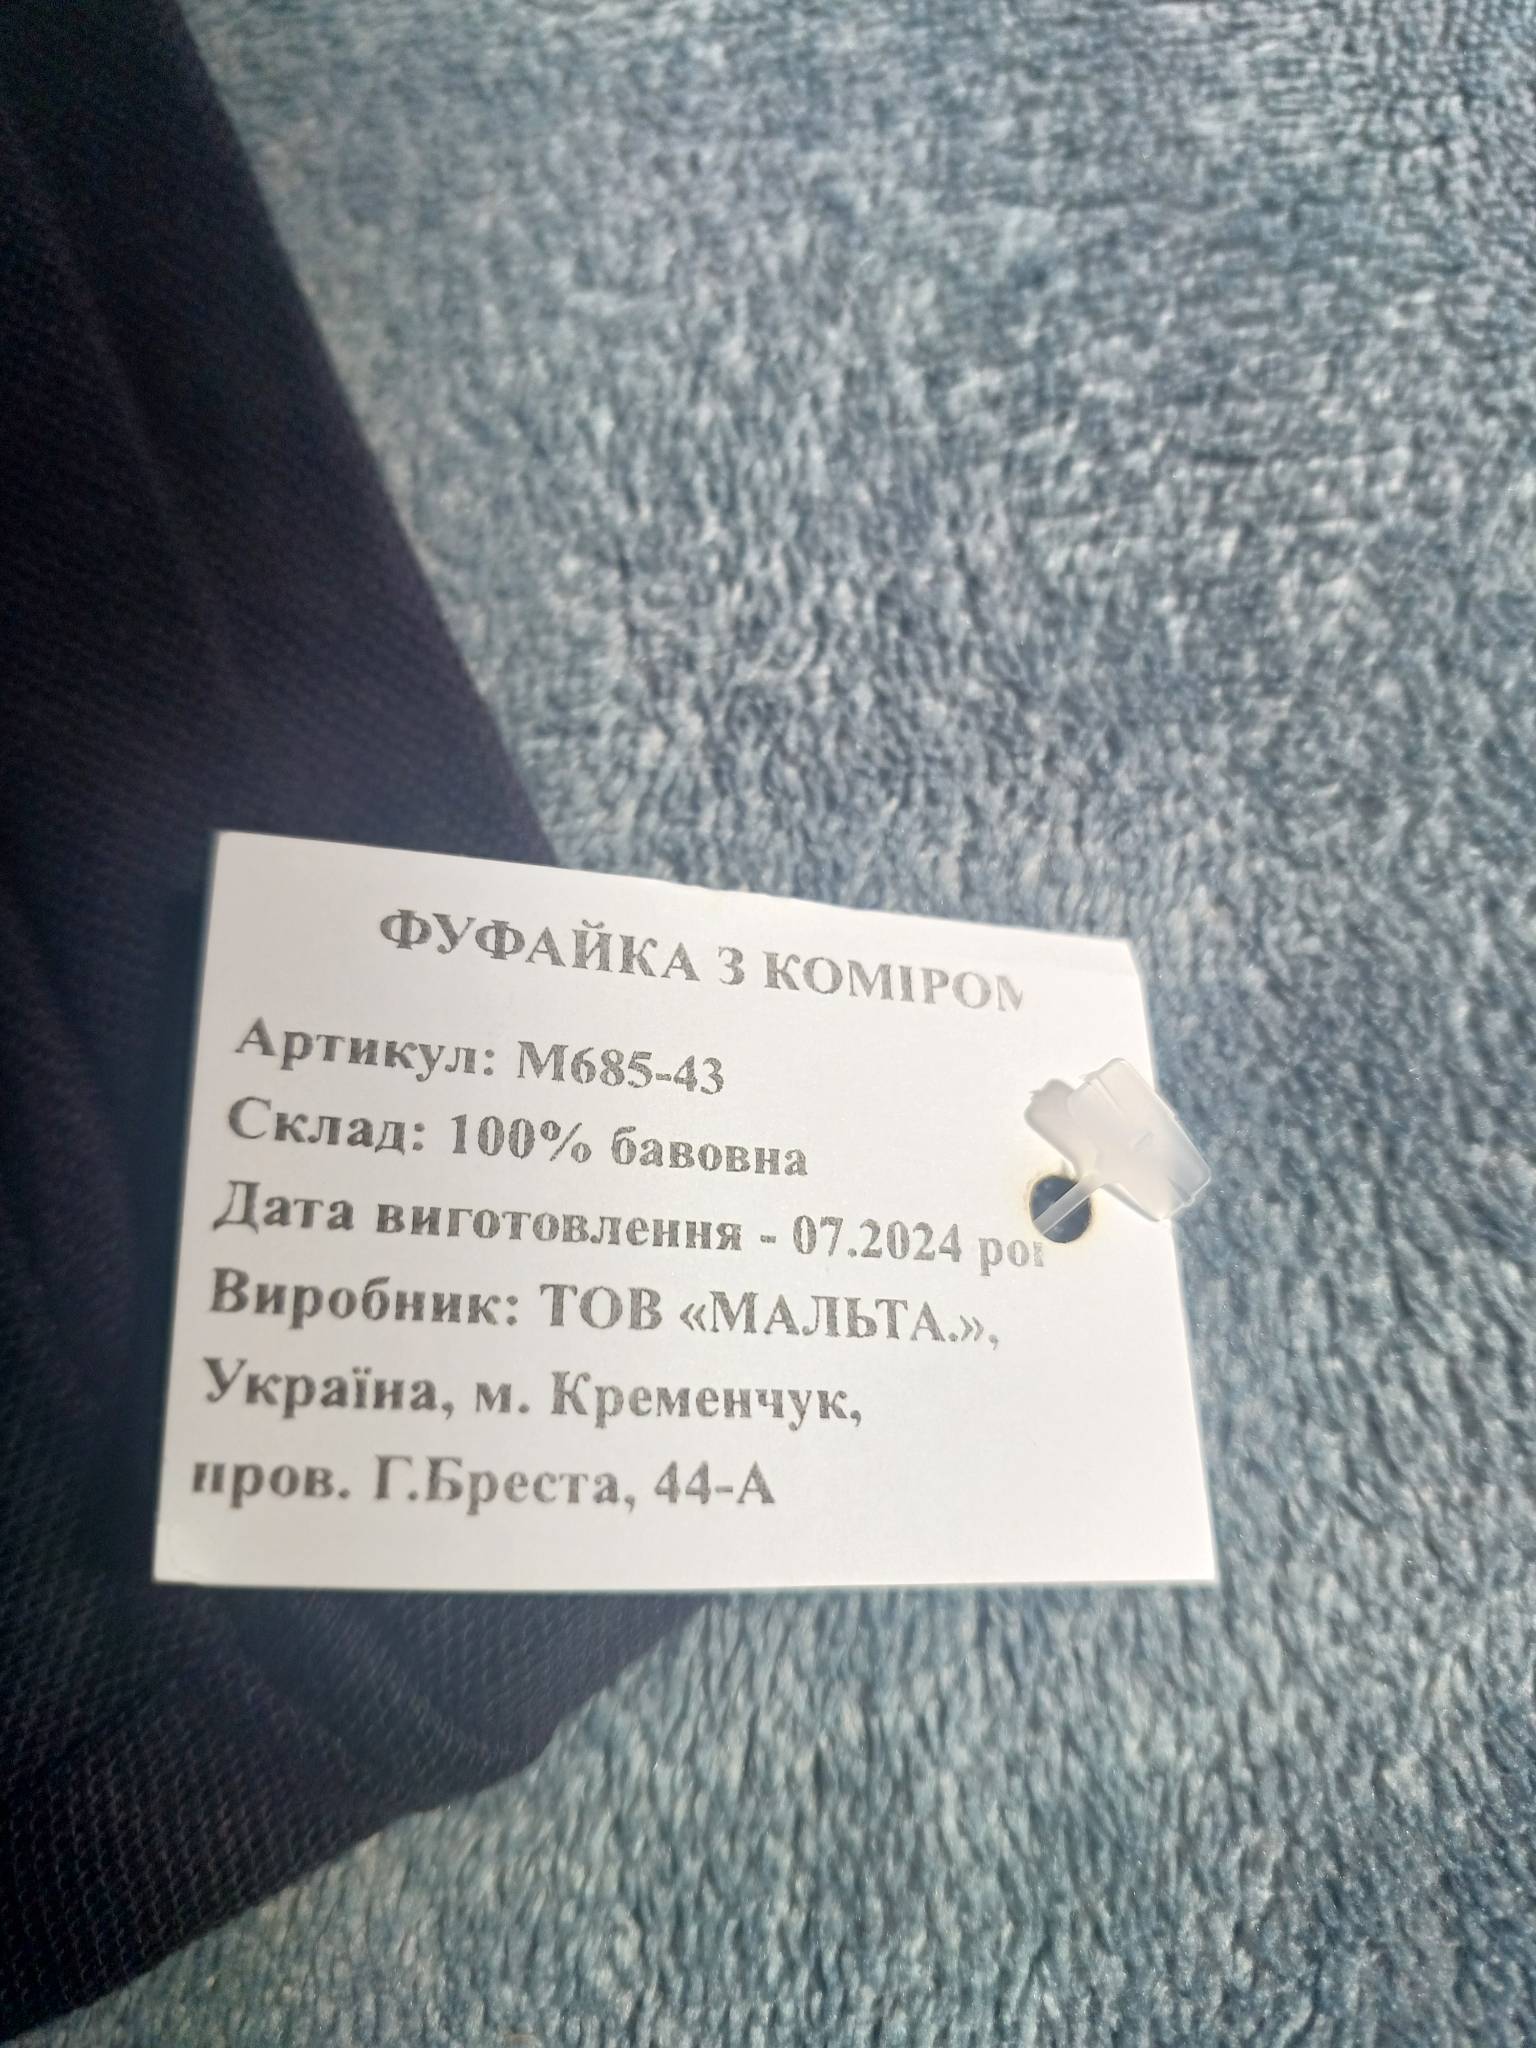 ФУФАЙКА З КОМІРОМ
Артикул: М685-43
Склад: 100% бавовна
Дата виготовлення - 07.2024
Виробник: ТОВ «МАЛЬТА.»,
Україна, м. Кременчук,
пров. Г.Бреста, 44-А